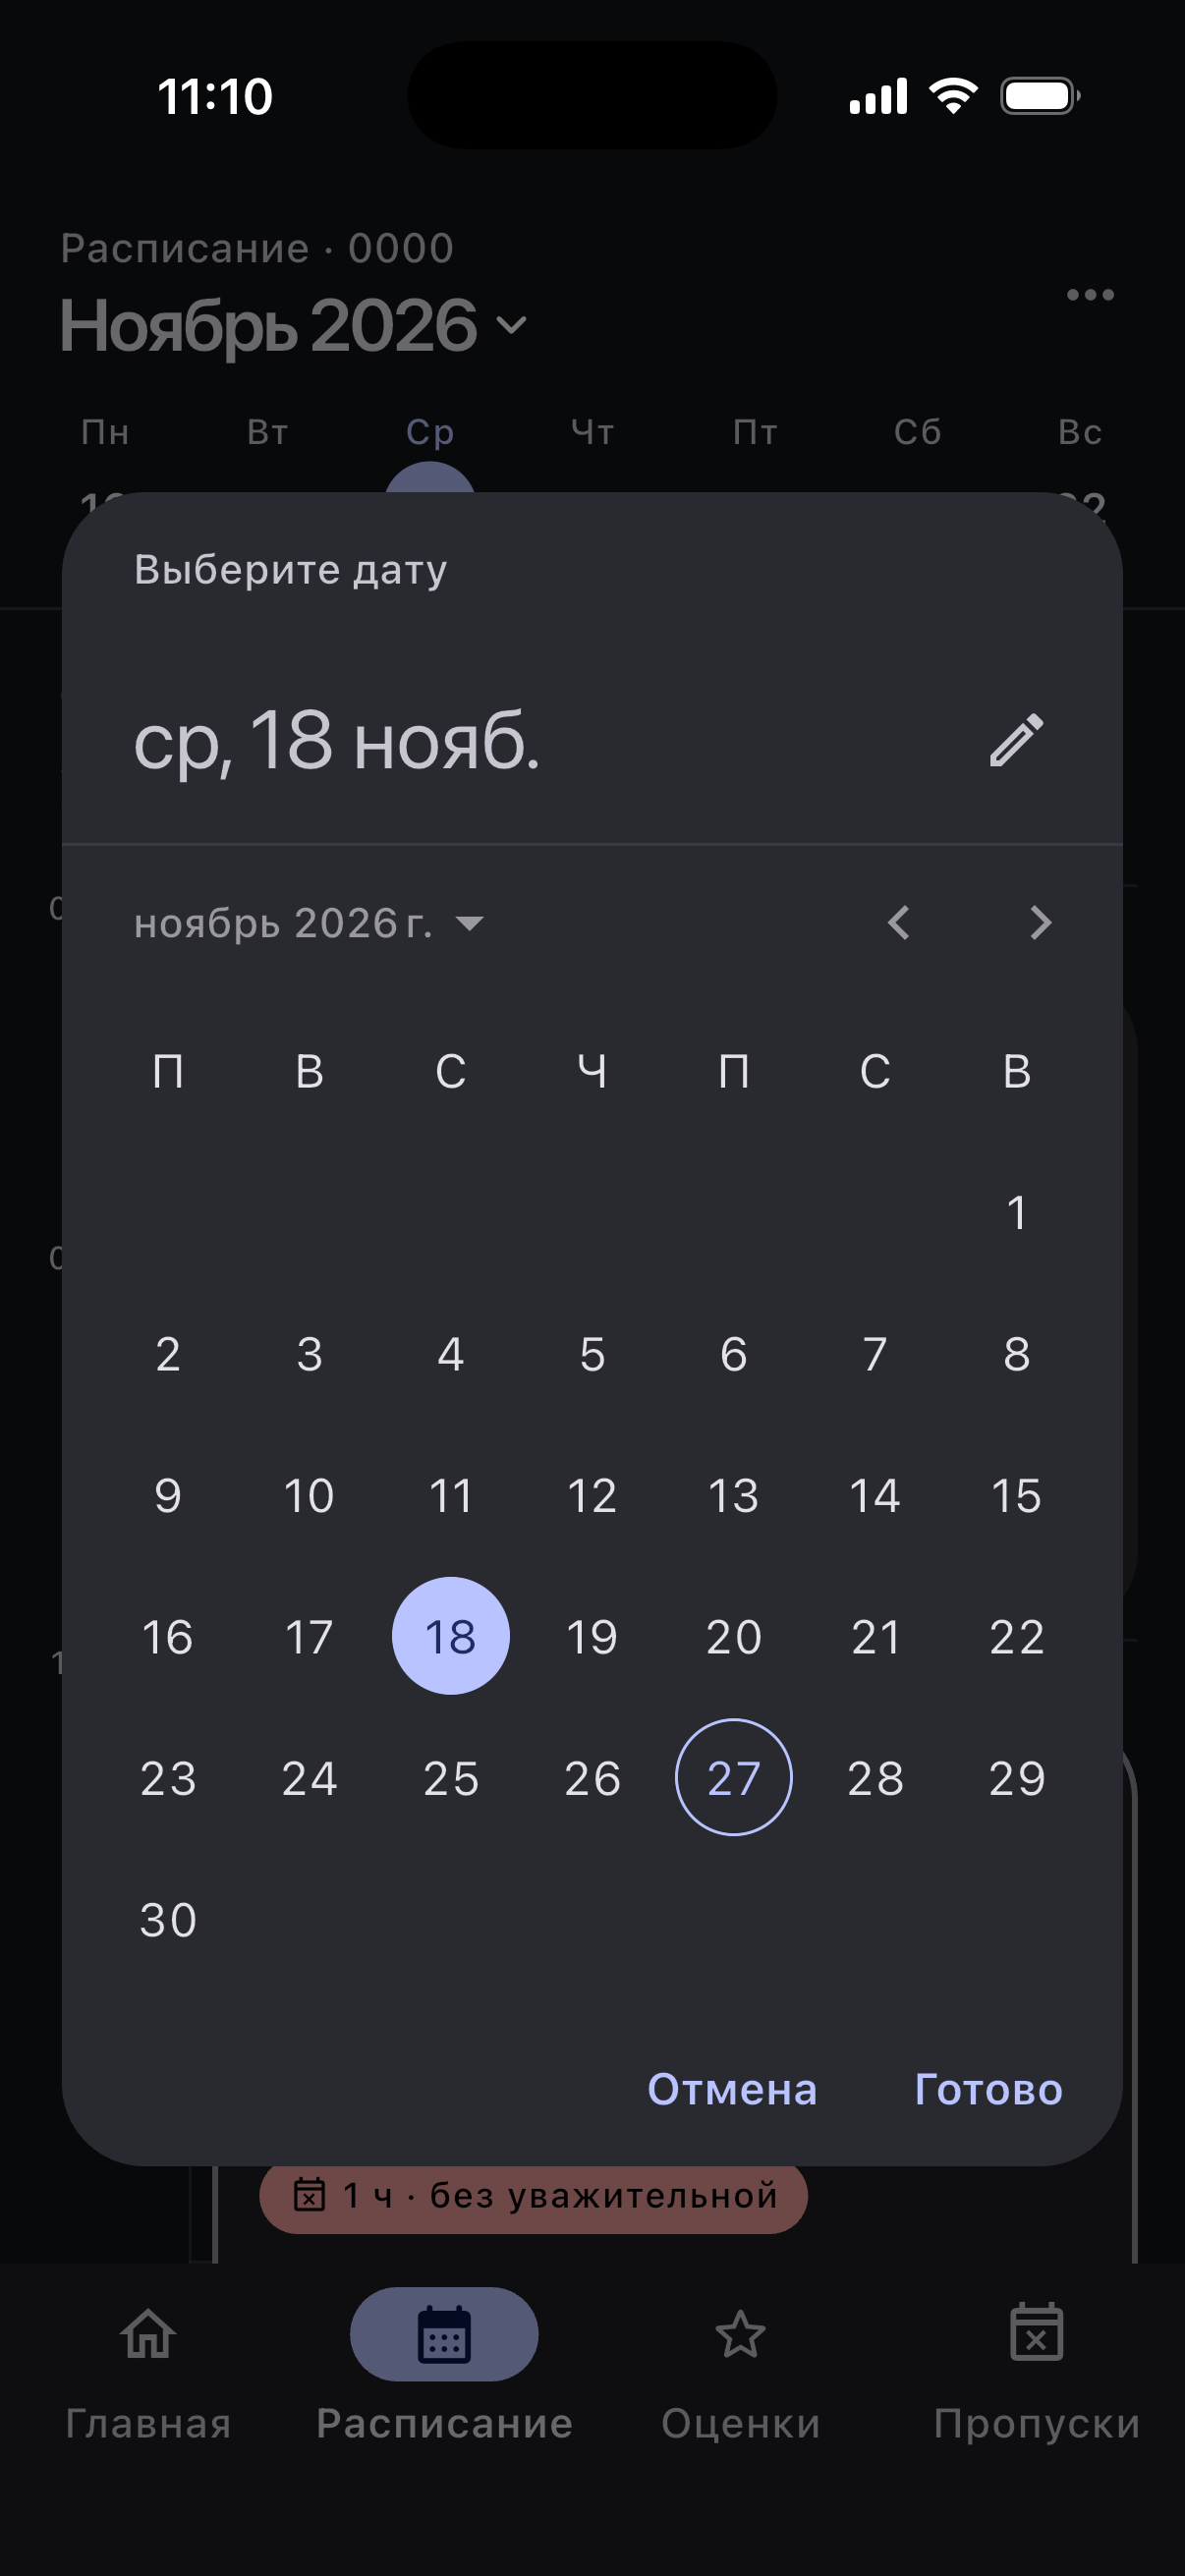 11:10
Расписание · 0000
Ноябрь 2026
Пн Вт Ср Чт Пт Сб Вс
Выберите дату
ср, 18 нояб.
ноябрь 2026 г.
П В С Ч П С В
1
2 3 4 5 6 7 8
9 10 11 12 13 14 15
16 17 18 19 20 21 22
23 24 25 26 27 28 29
30
Отмена Готово
1 ч · без уважительной
Главная Расписание Оценки Пропуски